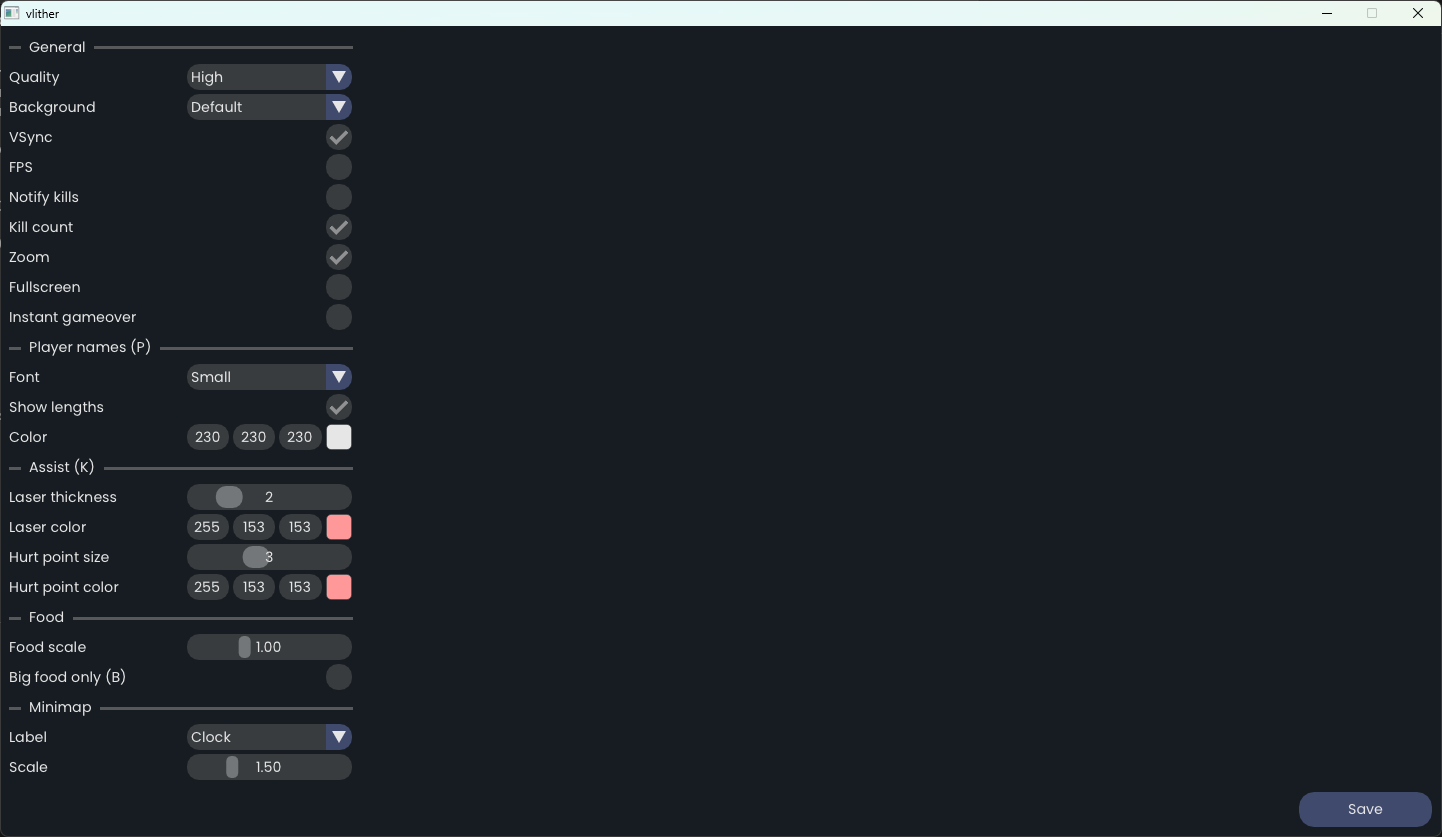 vlither
General
Quality High
Background Default
VSync
FPS
Notify kills
Kill count
Zoom
Fullscreen
Instant gameover
Player names (P)
Font Small
Show lengths
Color 230 230 230
Assist (K)
Laser thickness 2
Laser color 255 153 153
Hurt point size 3
Hurt point color 255 153 153
Food
Food scale 1.00
Big food only (B)
Minimap
Label Clock
Scale 1.50
Save